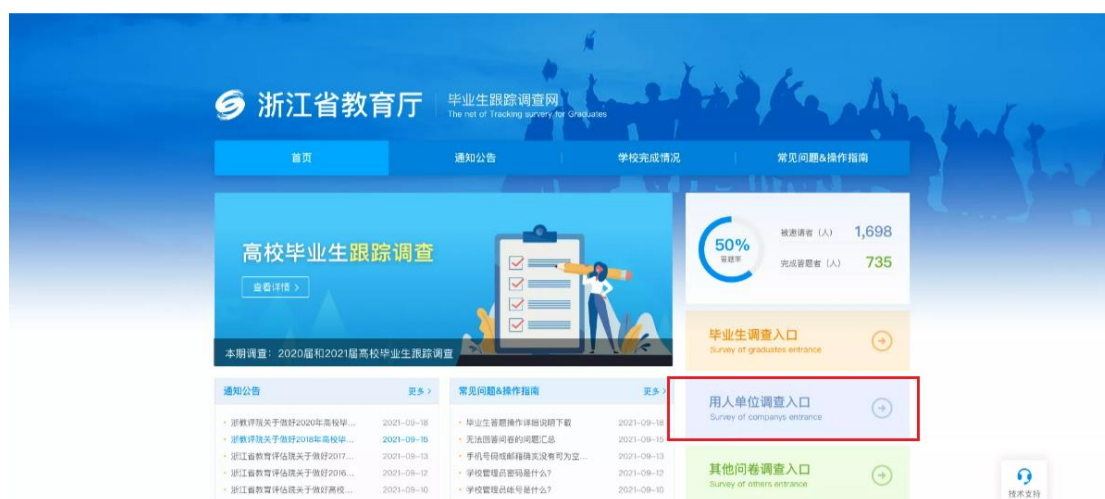 浙江省教育厅
毕业生跟踪调查网
The net of Tracking survery for Graduates
首页
通知公告
学校完成情况
常见问题&操作指南
高校毕业生跟踪调查
查看详情 >
本期调查：2020届和2021届高校毕业生跟踪调查
50%
答题率
被邀请者（人） 1,698
完成答题者（人） 735
毕业生调查入口
Survey of graduates entrance
用人单位调查入口
Survey of companys entrance
其他问卷调查入口
Survey of others entrance
通知公告 更多 >
浙教评院关于做好2020年高校毕... 2021-09-18
浙教评院关于做好2018年高校毕... 2021-09-15
浙江省教育评估院关于做好2017... 2021-09-13
浙江省教育评估院关于做好2016... 2021-09-12
浙江省教育评估院关于做好高校... 2021-09-10
常见问题&操作指南 更多 >
毕业生答题操作详细说明下载 2021-09-18
无法回答问卷的问题汇总 2021-09-15
手机号码或邮箱确实没有可为空... 2021-09-13
学校管理员密码是什么? 2021-09-12
学校管理员账号是什么? 2021-09-10
技术支持